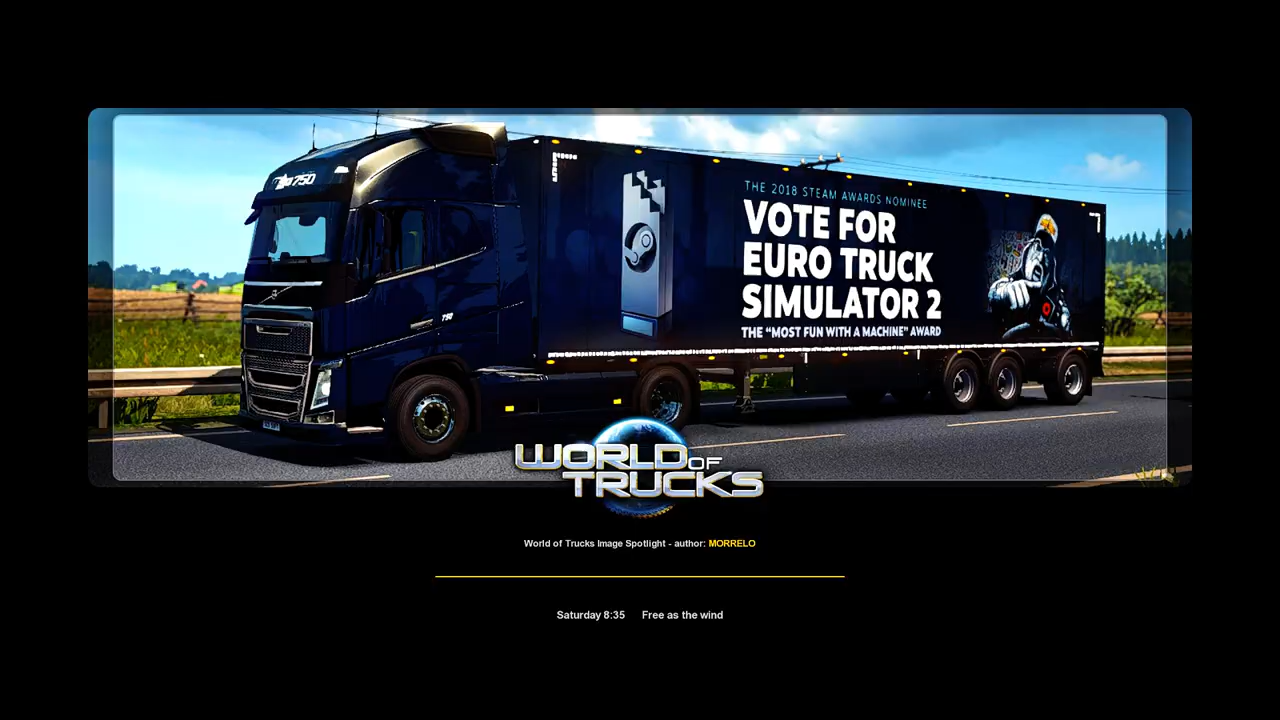 750
750
THE 2018 STEAM AWARDS NOMINEE
VOTE FOR
EURO TRUCK
SIMULATOR 2
THE "MOST FUN WITH A MACHINE" AWARD
WORLD OF
TRUCKS
World of Trucks Image Spotlight - author: MORRELO
Saturday 8:35 Free as the wind